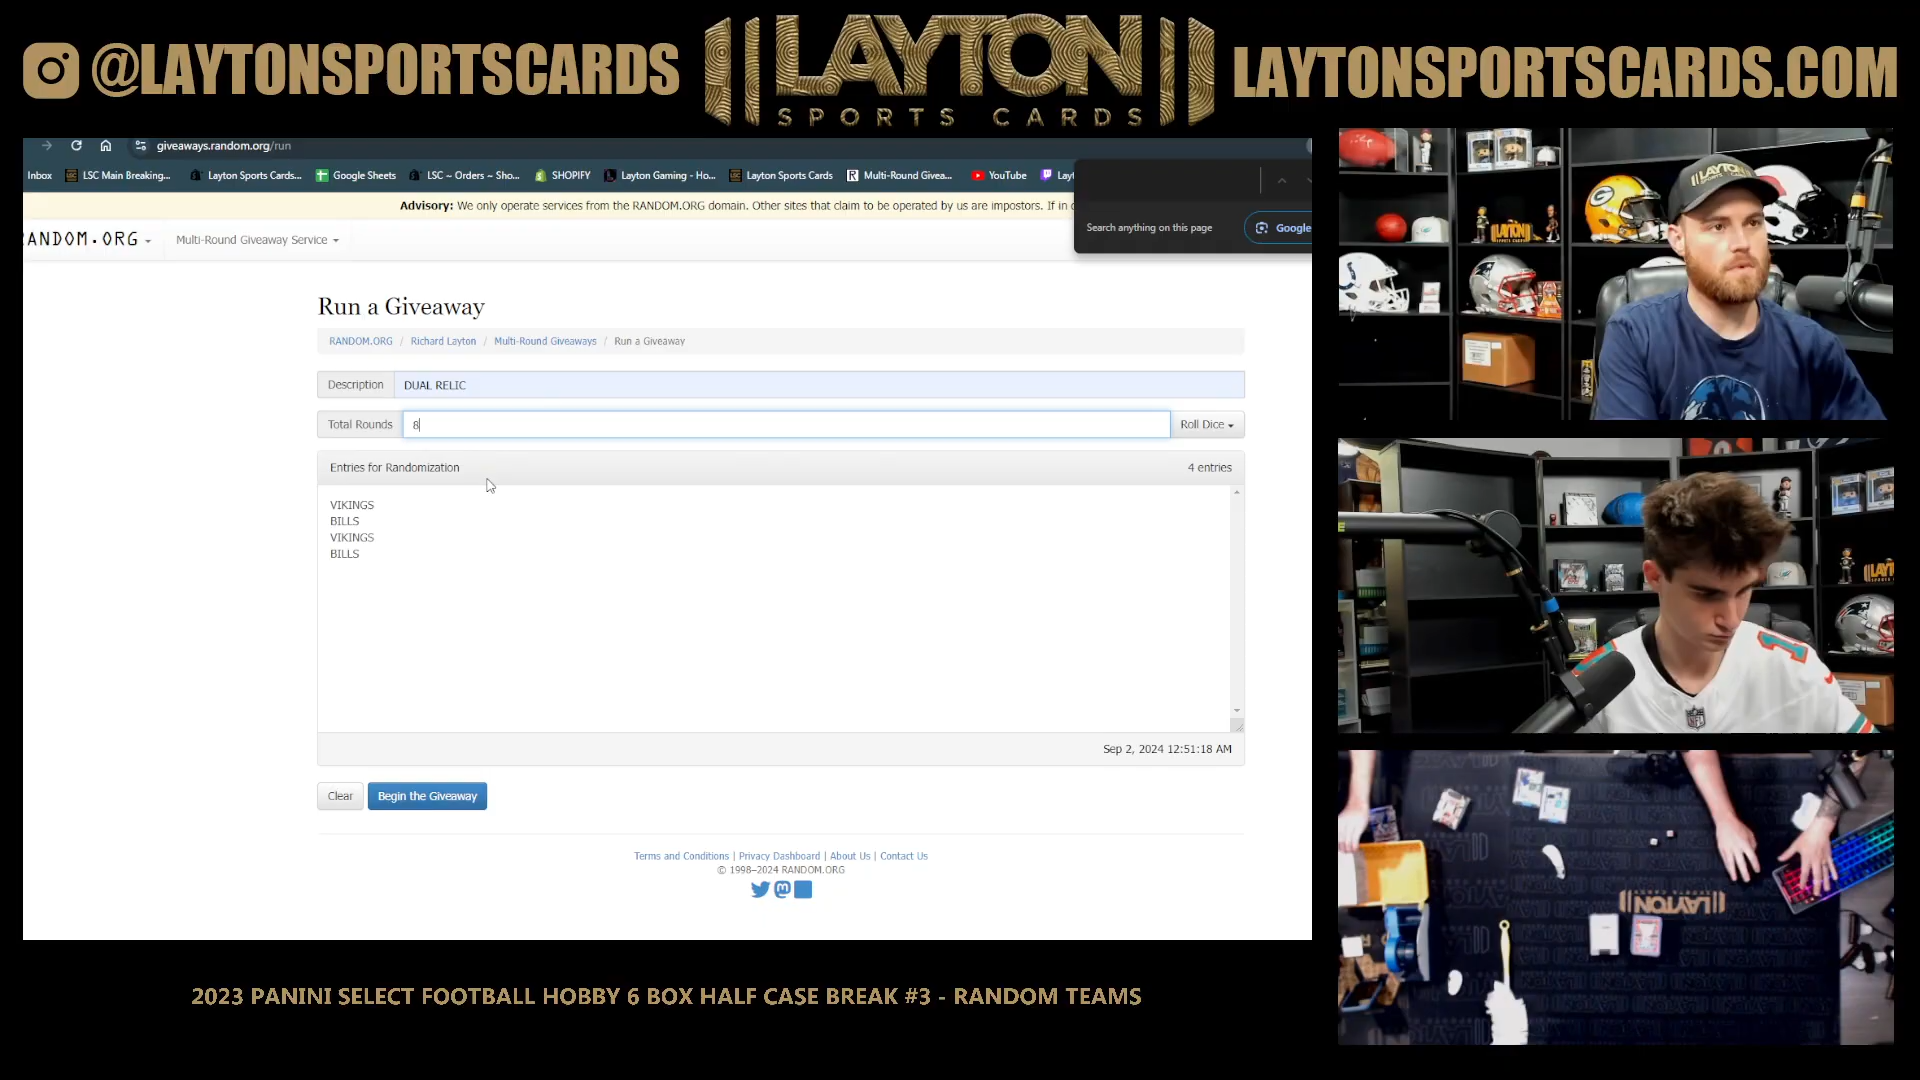 @LAYTONSPORTSCARDS
LAYTON
SPORTS CARDS
LAYTONSPORTSCARDS.COM
giveaways.random.org/run
Inbox
LSC Main Breaking...
Layton Sports Cards...
Google Sheets
LSC ~ Orders ~ Sho...
SHOPIFY
Layton Gaming - Ho...
Layton Sports Cards
Multi-Round Givea...
YouTube
Layt
Advisory: We only operate services from the RANDOM.ORG domain. Other sites that claim to be operated by us are impostors. If in
Search anything on this page
Google
RANDOM.ORG
Multi-Round Giveaway Service
Run a Giveaway
RANDOM.ORG / Richard Layton / Multi-Round Giveaways / Run a Giveaway
Description DUAL RELIC
Total Rounds 8 Roll Dice
Entries for Randomization 4 entries
VIKINGS
BILLS
VIKINGS
BILLS
Sep 2, 2024 12:51:18 AM
Clear Begin the Giveaway
Terms and Conditions | Privacy Dashboard | About Us | Contact Us
© 1998–2024 RANDOM.ORG
LAYTON
LAYTON
LAYTON
2023 PANINI SELECT FOOTBALL HOBBY 6 BOX HALF CASE BREAK #3 - RANDOM TEAMS